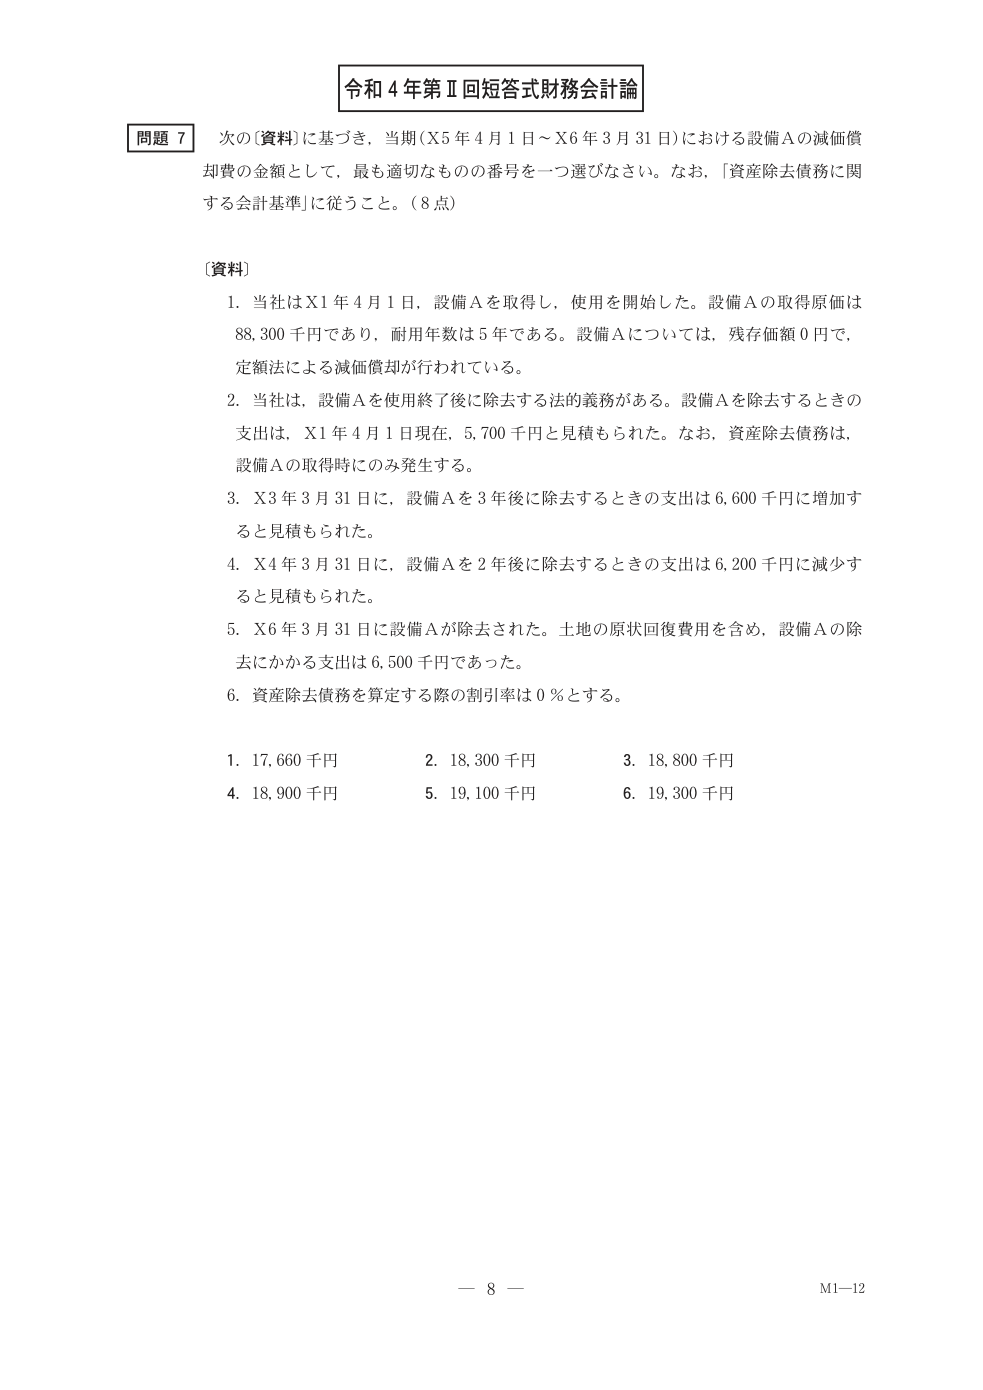 令和4年第Ⅱ回短答式財務会計論
問題 7 次の〔資料〕に基づき，当期(X5年4月1日～X6年3月31日)における設備Aの減価償
却費の金額として，最も適切なものの番号を一つ選びなさい。なお，「資産除去債務に関
する会計基準」に従うこと。(8点)
〔資料〕
1. 当社はX1年4月1日，設備Aを取得し，使用を開始した。設備Aの取得原価は
88,300千円であり，耐用年数は5年である。設備Aについては，残存価額0円で，
定額法による減価償却が行われている。
2. 当社は，設備Aを使用終了後に除去する法的義務がある。設備Aを除去するときの
支出は，X1年4月1日現在，5,700千円と見積もられた。なお，資産除去債務は，
設備Aの取得時にのみ発生する。
3. X3年3月31日に，設備Aを3年後に除去するときの支出は6,600千円に増加す
ると見積もられた。
4. X4年3月31日に，設備Aを2年後に除去するときの支出は6,200千円に減少す
ると見積もられた。
5. X6年3月31日に設備Aが除去された。土地の原状回復費用を含め，設備Aの除
去にかかる支出は6,500千円であった。
6. 資産除去債務を算定する際の割引率は0％とする。
1. 17,660千円 2. 18,300千円 3. 18,800千円
4. 18,900千円 5. 19,100千円 6. 19,300千円
— 8 — M1—12